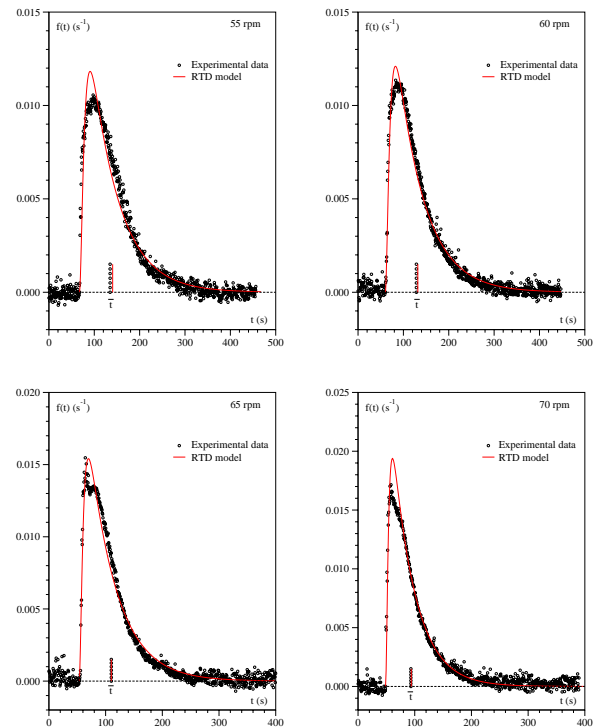 0.015
f(t) (s⁻¹)
55 rpm
Experimental data
RTD model
0.010
0.005
0.000
t̄
t (s)
0
100
200
300
400
500
0.015
f(t) (s⁻¹)
60 rpm
Experimental data
RTD model
0.010
0.005
0.000
t̄
t (s)
0
100
200
300
400
500
0.020
f(t) (s⁻¹)
65 rpm
Experimental data
RTD model
0.015
0.010
0.005
0.000
t̄
t (s)
0
100
200
300
400
0.025
f(t) (s⁻¹)
70 rpm
Experimental data
RTD model
0.020
0.015
0.010
0.005
0.000
t̄
t (s)
0
100
200
300
400